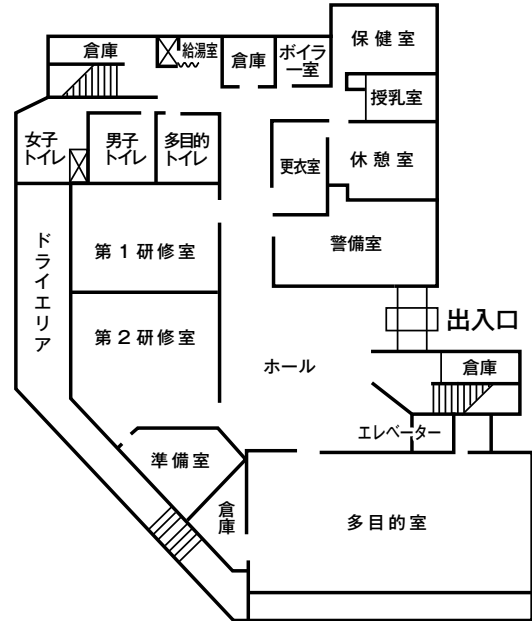 保健室
倉庫
給湯室
倉庫
ボイラ
ー室
授乳室
女子
トイレ
男子
トイレ
多目的
トイレ
更衣室
休憩室
ドライエリア
第1研修室
警備室
出入口
第2研修室
ホール
倉庫
エレベーター
準備室
倉庫
多目的室